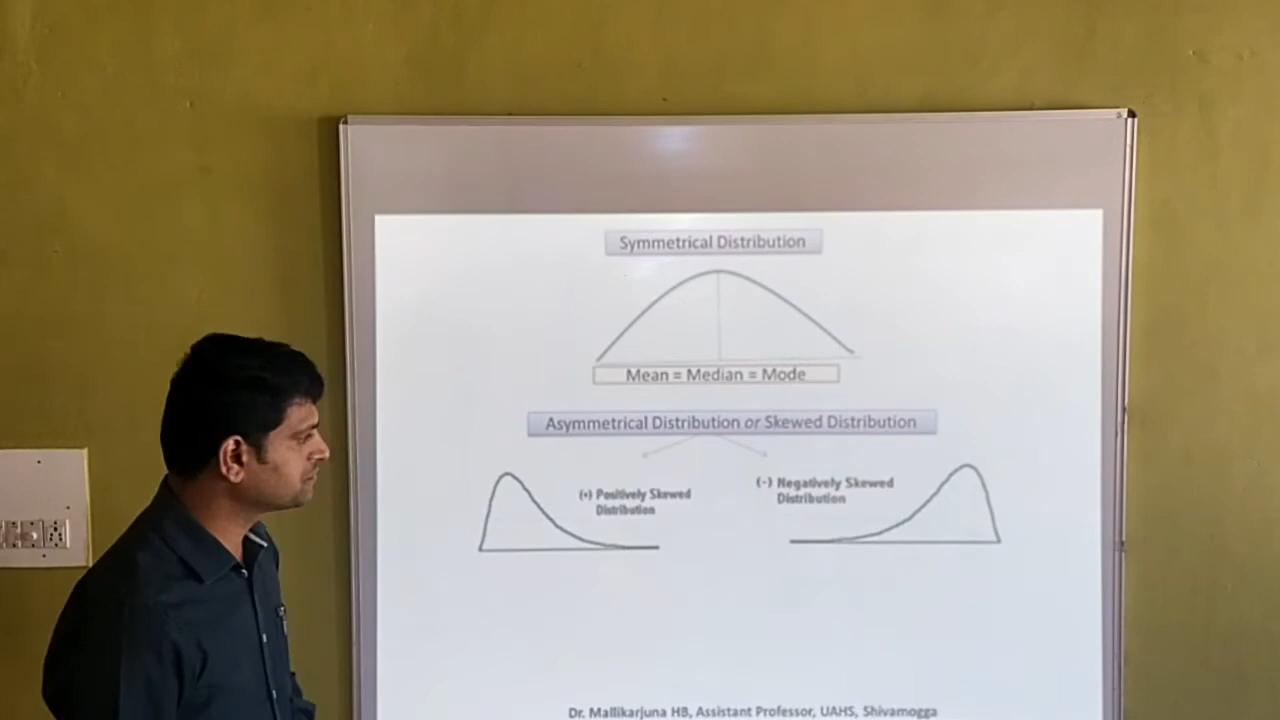 Symmetrical Distribution
Mean = Median = Mode
Asymmetrical Distribution or Skewed Distribution
(+) Positively Skewed
Distribution
(-) Negatively Skewed
Distribution
Dr. Mallikarjuna HB, Assistant Professor, UAHS, Shivamogga